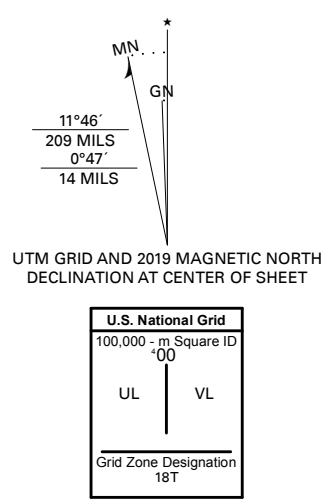 MN
GN
11°46´
209 MILS
0°47´
14 MILS
UTM GRID AND 2019 MAGNETIC NORTH
DECLINATION AT CENTER OF SHEET
U.S. National Grid
100,000 - m Square ID
⁴00
UL VL
Grid Zone Designation
18T